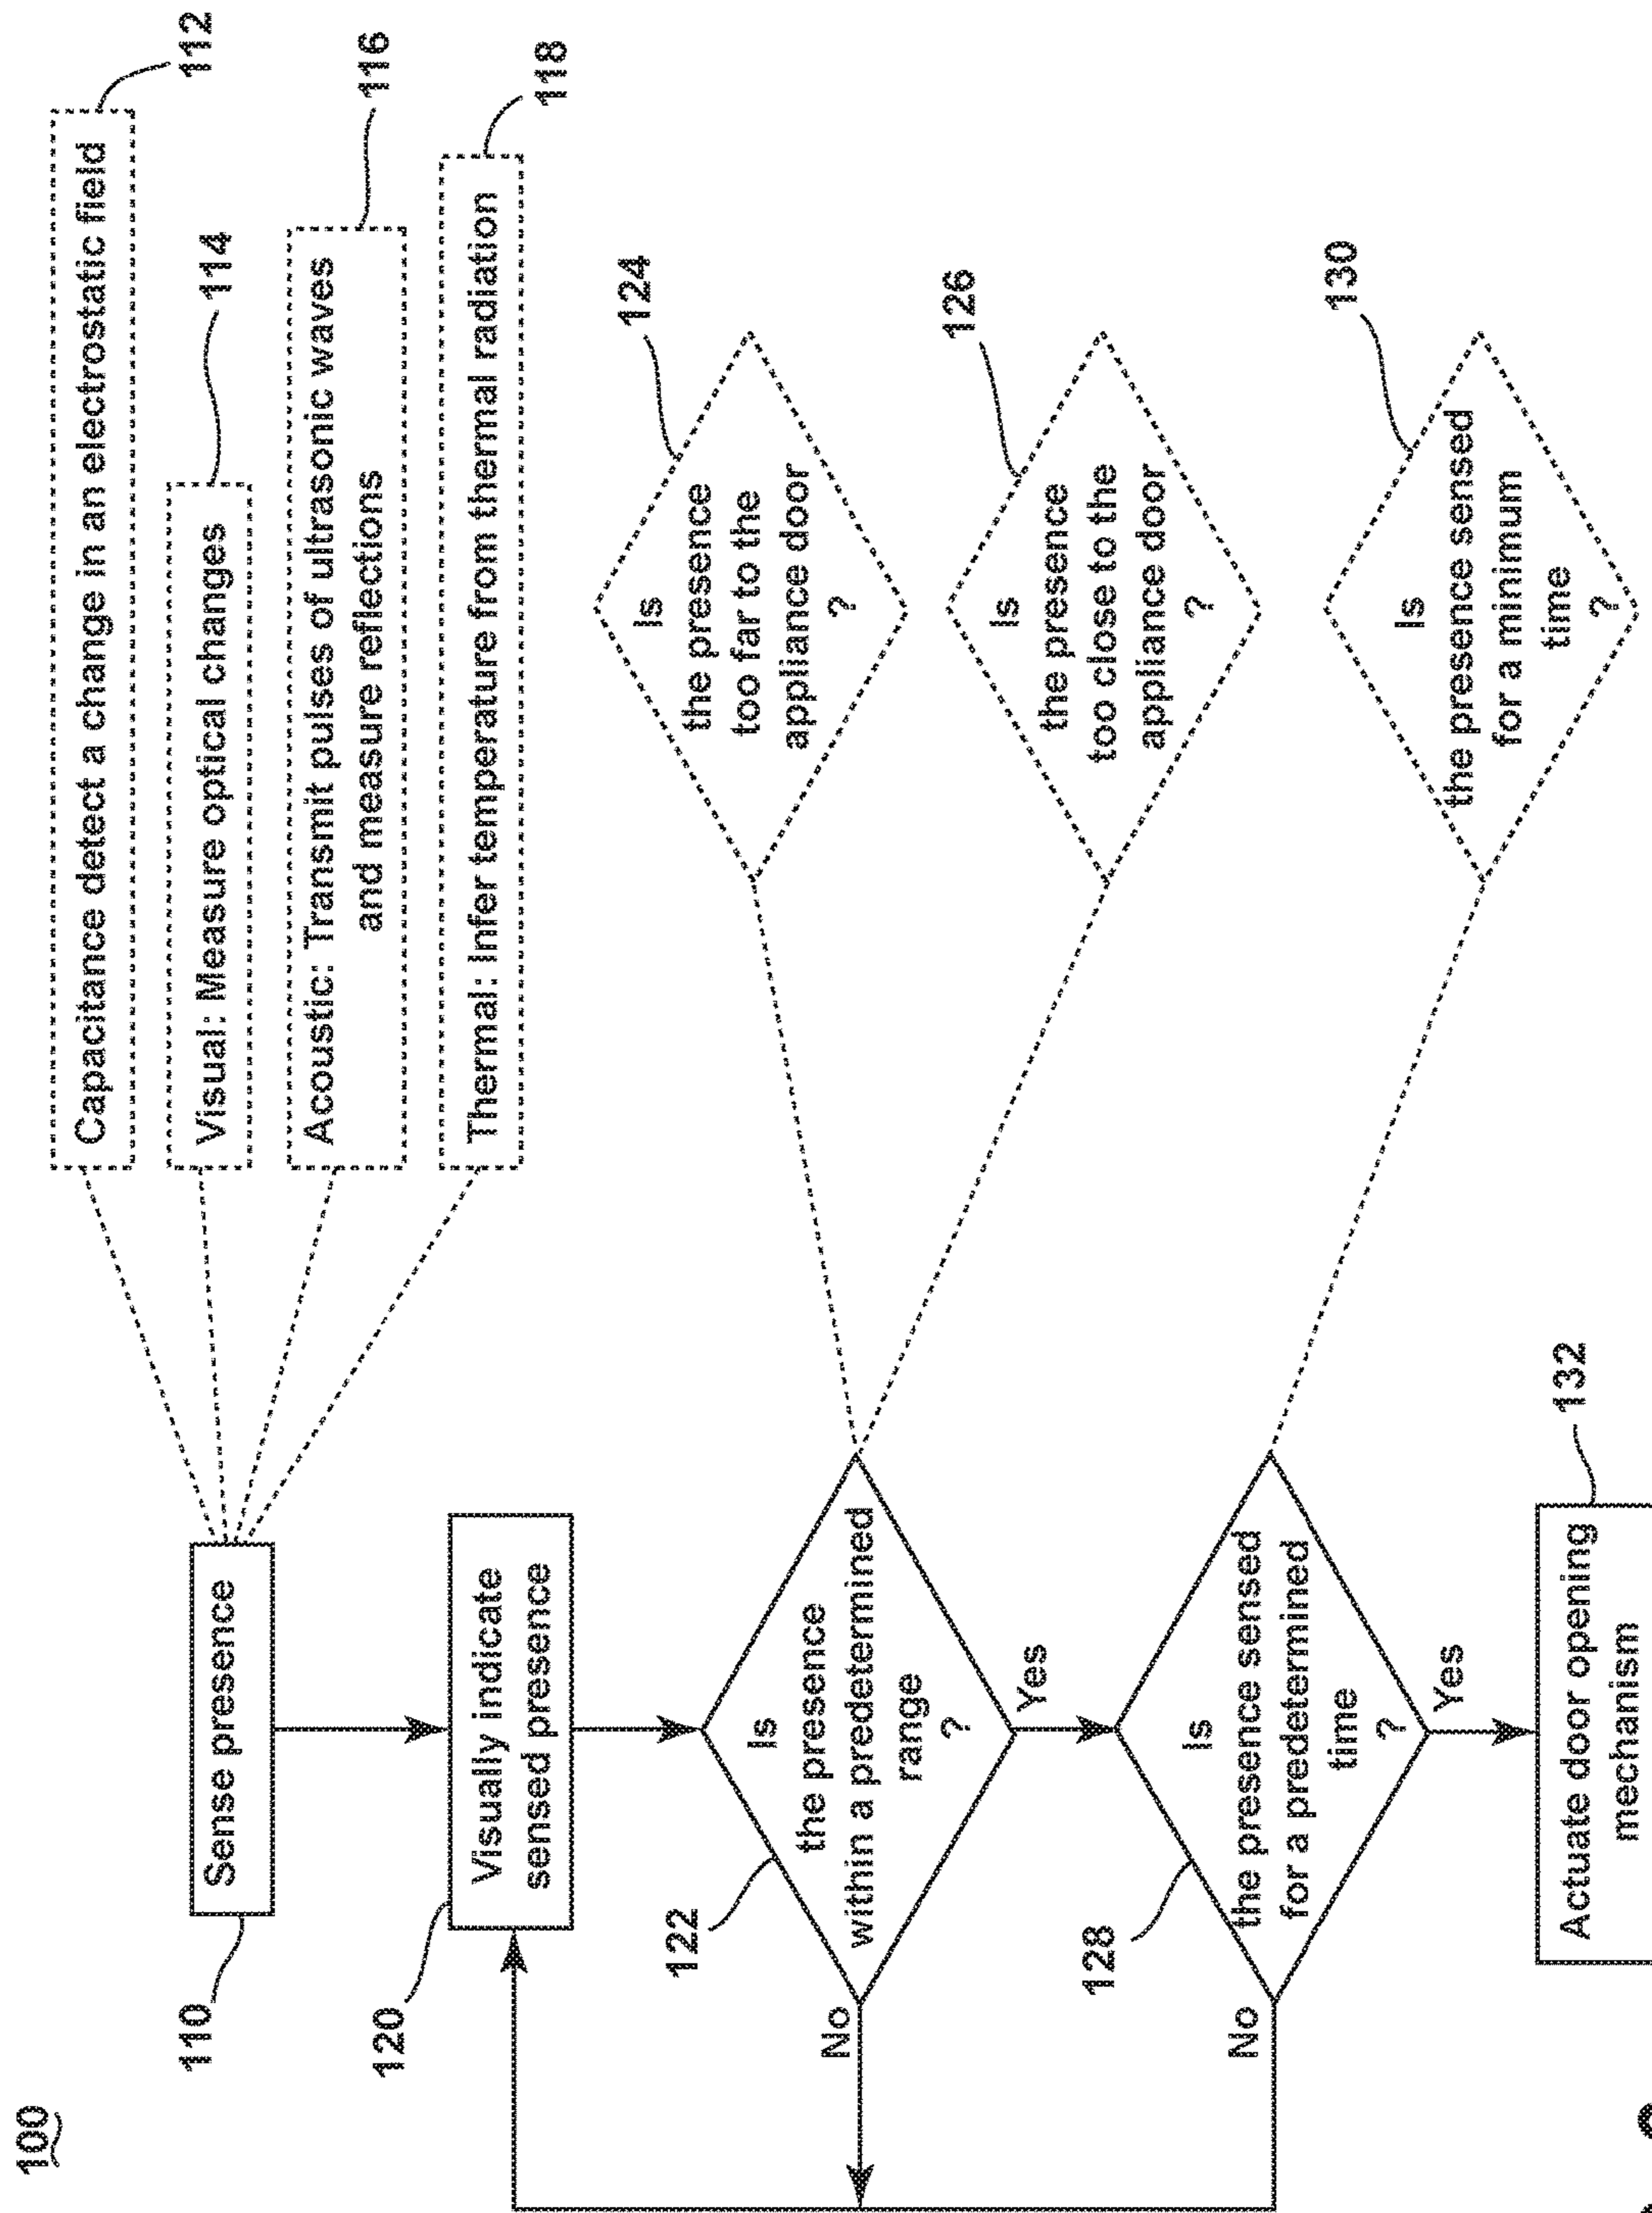 100
110
Sense presence
Capacitance detect a change in an electrostatic field
112
Visual: Measure optical changes
114
Acoustic: Transmit pulses of ultrasonic waves
and measure reflections
116
Thermal: Infer temperature from thermal radiation
118
120
Visually indicate
sensed presence
122
Is
the presence
within a predetermined
range
?
No
Yes
Is
the presence
too far to the
appliance door
?
124
Is
the presence
too close to the
appliance door
?
126
128
Is
the presence sensed
for a predetermined
time
?
No
Yes
Is
the presence sensed
for a minimum
time
?
130
Actuate door opening
mechanism
132